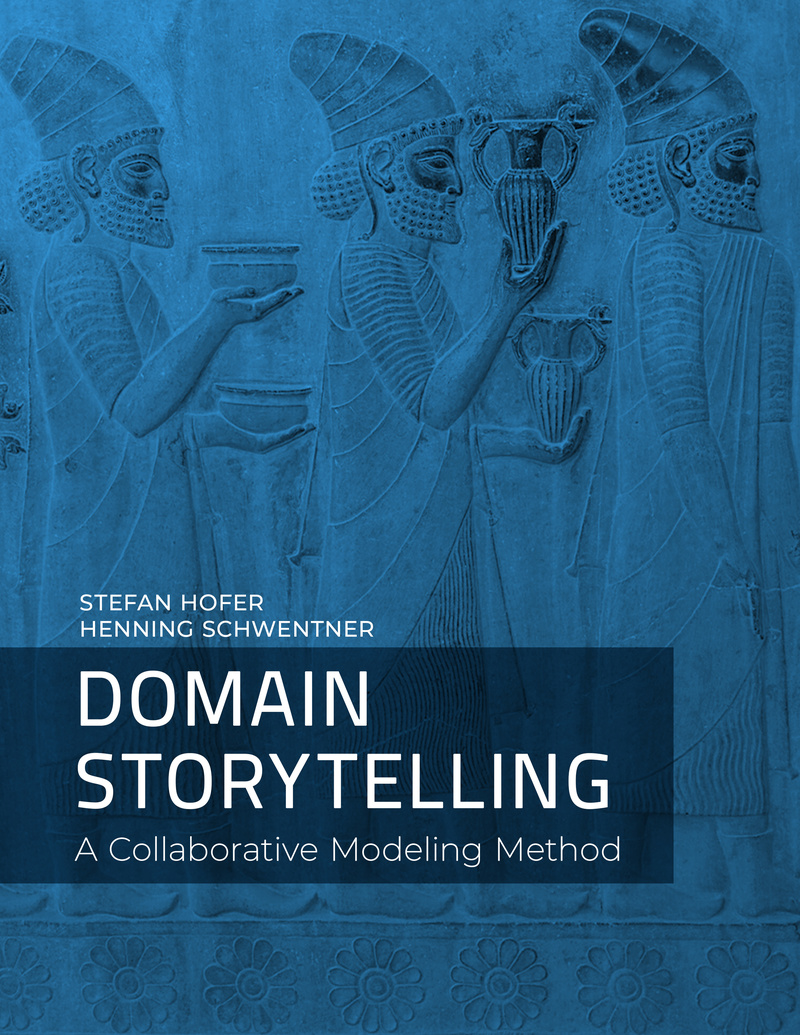 STEFAN HOFER
HENNING SCHWENTNER
DOMAIN
STORYTELLING
A Collaborative Modeling Method